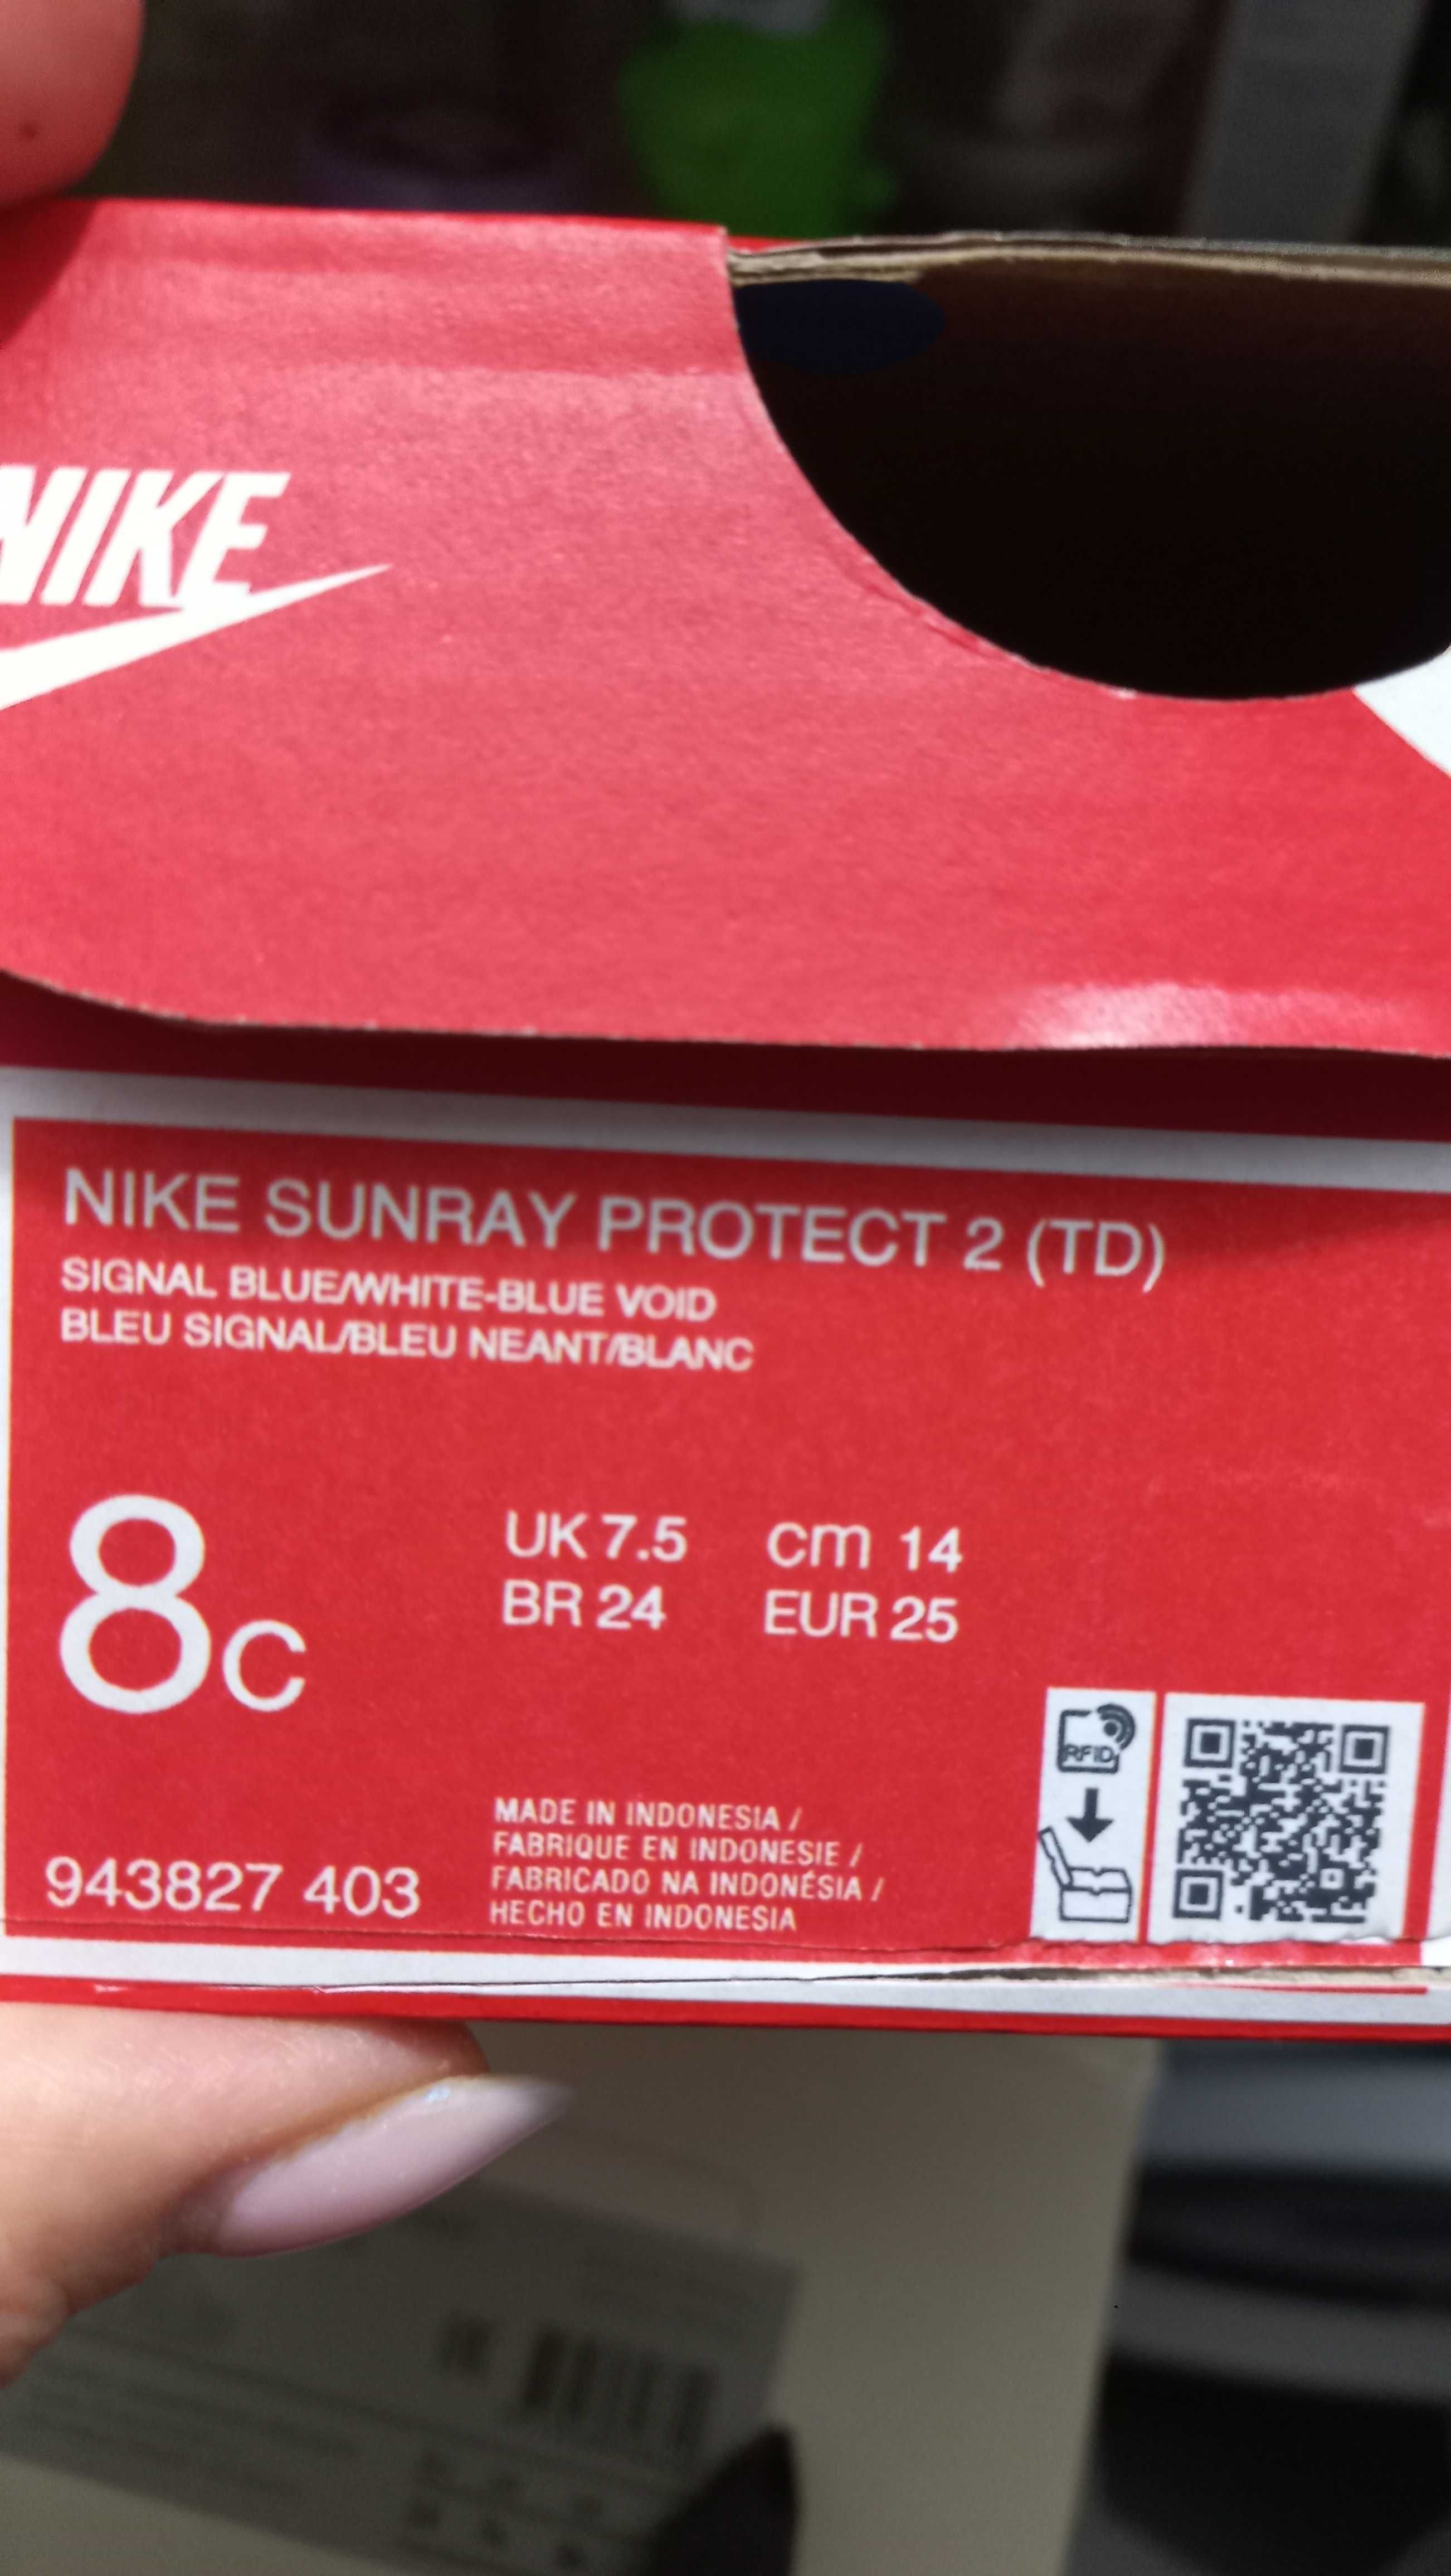 NIKE
NIKE SUNRAY PROTECT 2 (TD)
SIGNAL BLUE/WHITE-BLUE VOID
BLEU SIGNAL/BLEU NEANT/BLANC
8C
UK 7.5 cm 14
BR 24 EUR 25
RFID
943827 403
MADE IN INDONESIA /
FABRIQUE EN INDONESIE /
FABRICADO NA INDONÉSIA /
HECHO EN INDONESIA